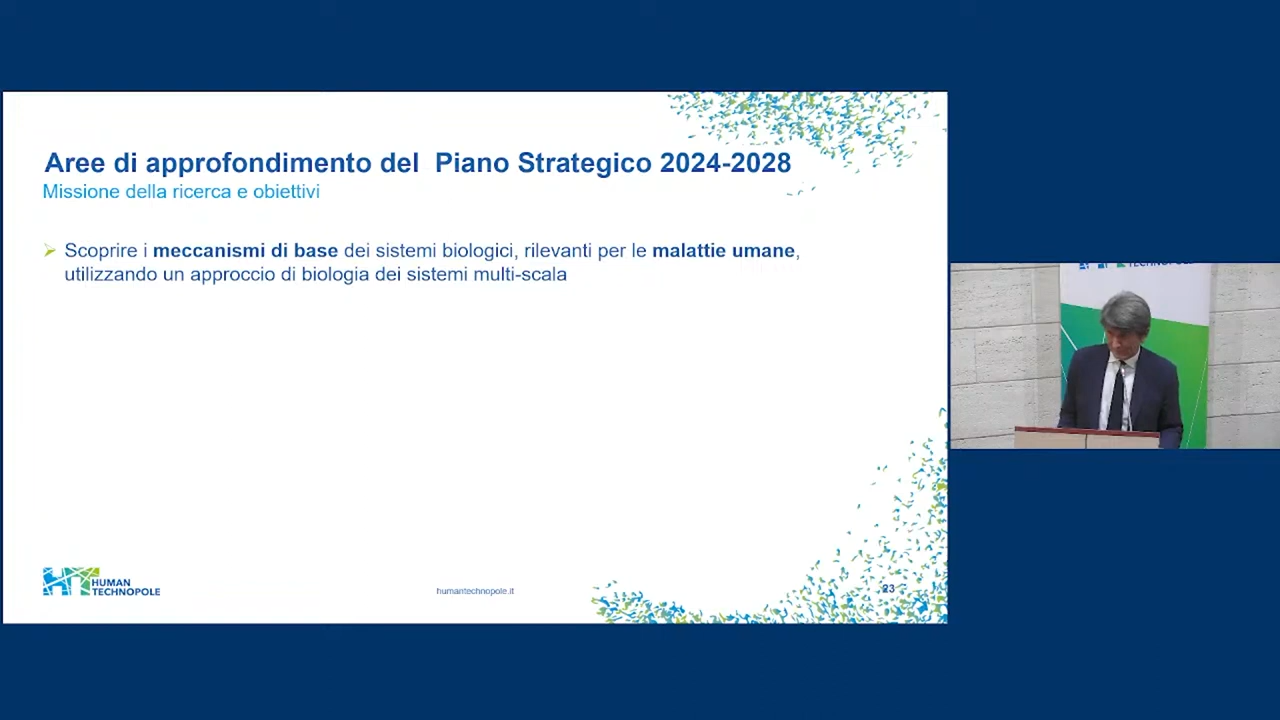 Aree di approfondimento del Piano Strategico 2024-2028
Missione della ricerca e obiettivi
Scoprire i meccanismi di base dei sistemi biologici, rilevanti per le malattie umane,
utilizzando un approccio di biologia dei sistemi multi-scala
HT HUMAN
TECHNOPOLE
humantechnopole.it
23